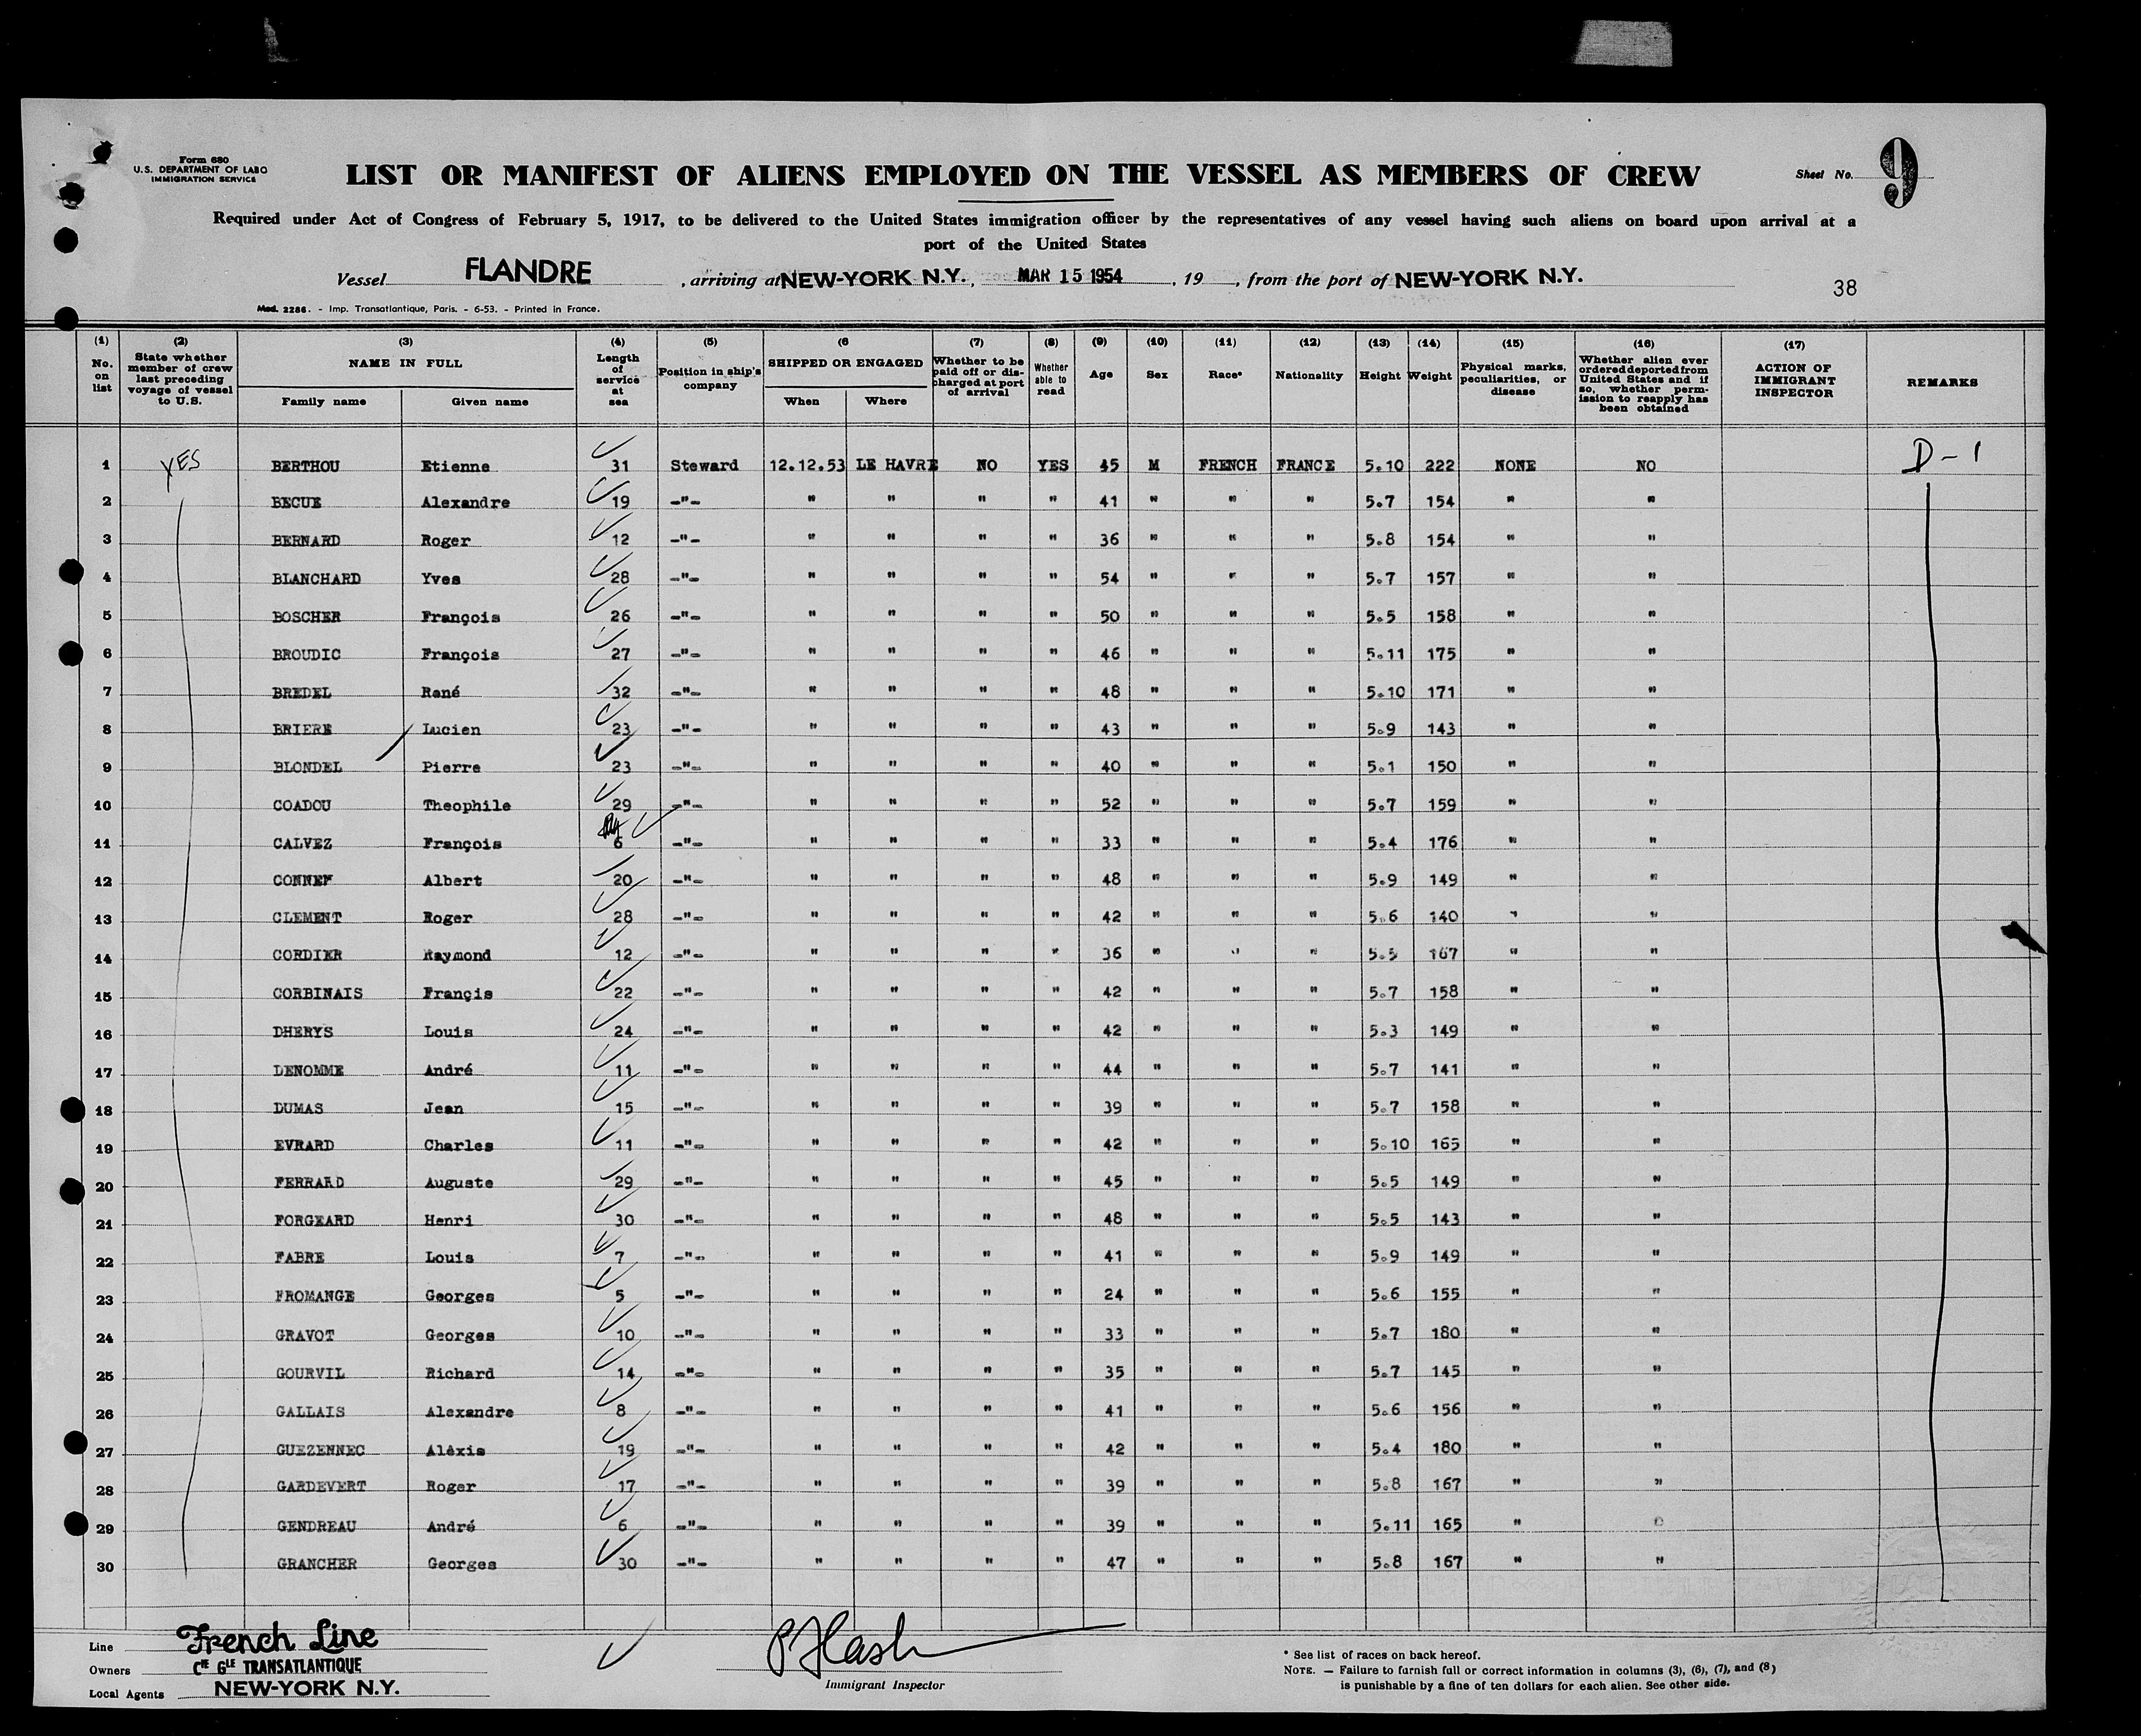 Form 680
U.S. DEPARTMENT OF LABO
IMMIGRATION SERVICE
LIST OR MANIFEST OF ALIENS EMPLOYED ON THE VESSEL AS MEMBERS OF CREW
Sheet No. 9
Required under Act of Congress of February 5, 1917, to be delivered to the United States immigration officer by the representatives of any vessel having such aliens on board upon arrival at a
port of the United States
Vessel FLANDRE , arriving at NEW-YORK N.Y. , MAR 15 1954 , 19 , from the port of NEW-YORK N.Y.
38
Mod. 2286. - Imp. Transatlantique, Paris. - 6-53. - Printed in France.
(1) No. on list (2) State whether member of crew last preceding voyage of vessel to U.S. (3) NAME IN FULL Family name Given name (4) Length of service at sea (5) Position in ship's company (6 SHIPPED OR ENGAGED When Where (7) Whether to be paid off or discharged at port of arrival (8) Whether able to read (9) Age (10) Sex (11) Race* (12) Nationality (13) Height (14) Weight (15) Physical marks, peculiarities, or disease (16) Whether alien ever ordered deported from United States and if so, whether permission to reapply has been obtained (17) ACTION OF IMMIGRANT INSPECTOR REMARKS
1 YES BERTHOU Etienne 31 Steward 12.12.53 LE HAVRE NO YES 45 M FRENCH FRANCE 5.10 222 NONE NO D-1
2 BECUE Alexandre 19 -"- " " " " 41 " " " 5.7 154 " "
3 BERNARD Roger 12 -"- " " " " 36 " " " 5.8 154 " "
4 BLANCHARD Yves 28 -"- " " " " 54 " " " 5.7 157 " "
5 BOSCHER François 26 -"- " " " " 50 " " " 5.5 158 " "
6 BROUDIC François 27 -"- " " " " 46 " " " 5.11 175 " "
7 BREDEL René 32 -"- " " " " 48 " " " 5.10 171 " "
8 BRIERE Lucien 23 -"- " " " " 43 " " " 5.9 143 " "
9 BLONDEL Pierre 23 -"- " " " " 40 " " " 5.1 150 " "
10 COADOU Theophile 29 -"- " " " " 52 " " " 5.7 159 " "
11 CALVEZ François 6 -"- " " " " 33 " " " 5.4 176 " "
12 CONNEF Albert 20 -"- " " " " 48 " " " 5.9 149 " "
13 CLEMENT Roger 28 -"- " " " " 42 " " " 5.6 140 " "
14 CORDIER Raymond 12 -"- " " " " 36 " " " 5.5 167 " "
15 CORBINAIS Françis 22 -"- " " " " 42 " " " 5.7 158 " "
16 DHERYS Louis 24 -"- " " " " 42 " " " 5.3 149 " "
17 DENOMME André 11 -"- " " " " 44 " " " 5.7 141 " "
18 DUMAS Jean 15 -"- " " " " 39 " " " 5.7 158 " "
19 EVRARD Charles 11 -"- " " " " 42 " " " 5.10 165 " "
20 FERRARD Auguste 29 -"- " " " " 45 " " " 5.5 149 " "
21 FORGEARD Henri 30 -"- " " " " 48 " " " 5.5 143 " "
22 FABRE Louis 7 -"- " " " " 41 " " " 5.9 149 " "
23 FROMANGE Georges 5 -"- " " " " 24 " " " 5.6 155 " "
24 GRAVOT Georges 10 -"- " " " " 33 " " " 5.7 180 " "
25 GOURVIL Richard 14 -"- " " " " 35 " " " 5.7 145 " "
26 GALLAIS Alexandre 8 -"- " " " " 41 " " " 5.6 156 " "
27 GUEZENNEC Aléxis 19 -"- " " " " 42 " " " 5.4 180 " "
28 GARDEVERT Roger 17 -"- " " " " 39 " " " 5.8 167 " "
29 GENDREAU André 6 -"- " " " " 39 " " " 5.11 165 " "
30 GRANCHER Georges 30 -"- " " " " 47 " " " 5.8 167 " "
Line French Line
Owners Cie Gle TRANSATLANTIQUE
Local Agents NEW-YORK N.Y.
Immigrant Inspector
* See list of races on back hereof.
NOTE. — Failure to furnish full or correct information in columns (3), (6), (7), and (8)
is punishable by a fine of ten dollars for each alien. See other side.